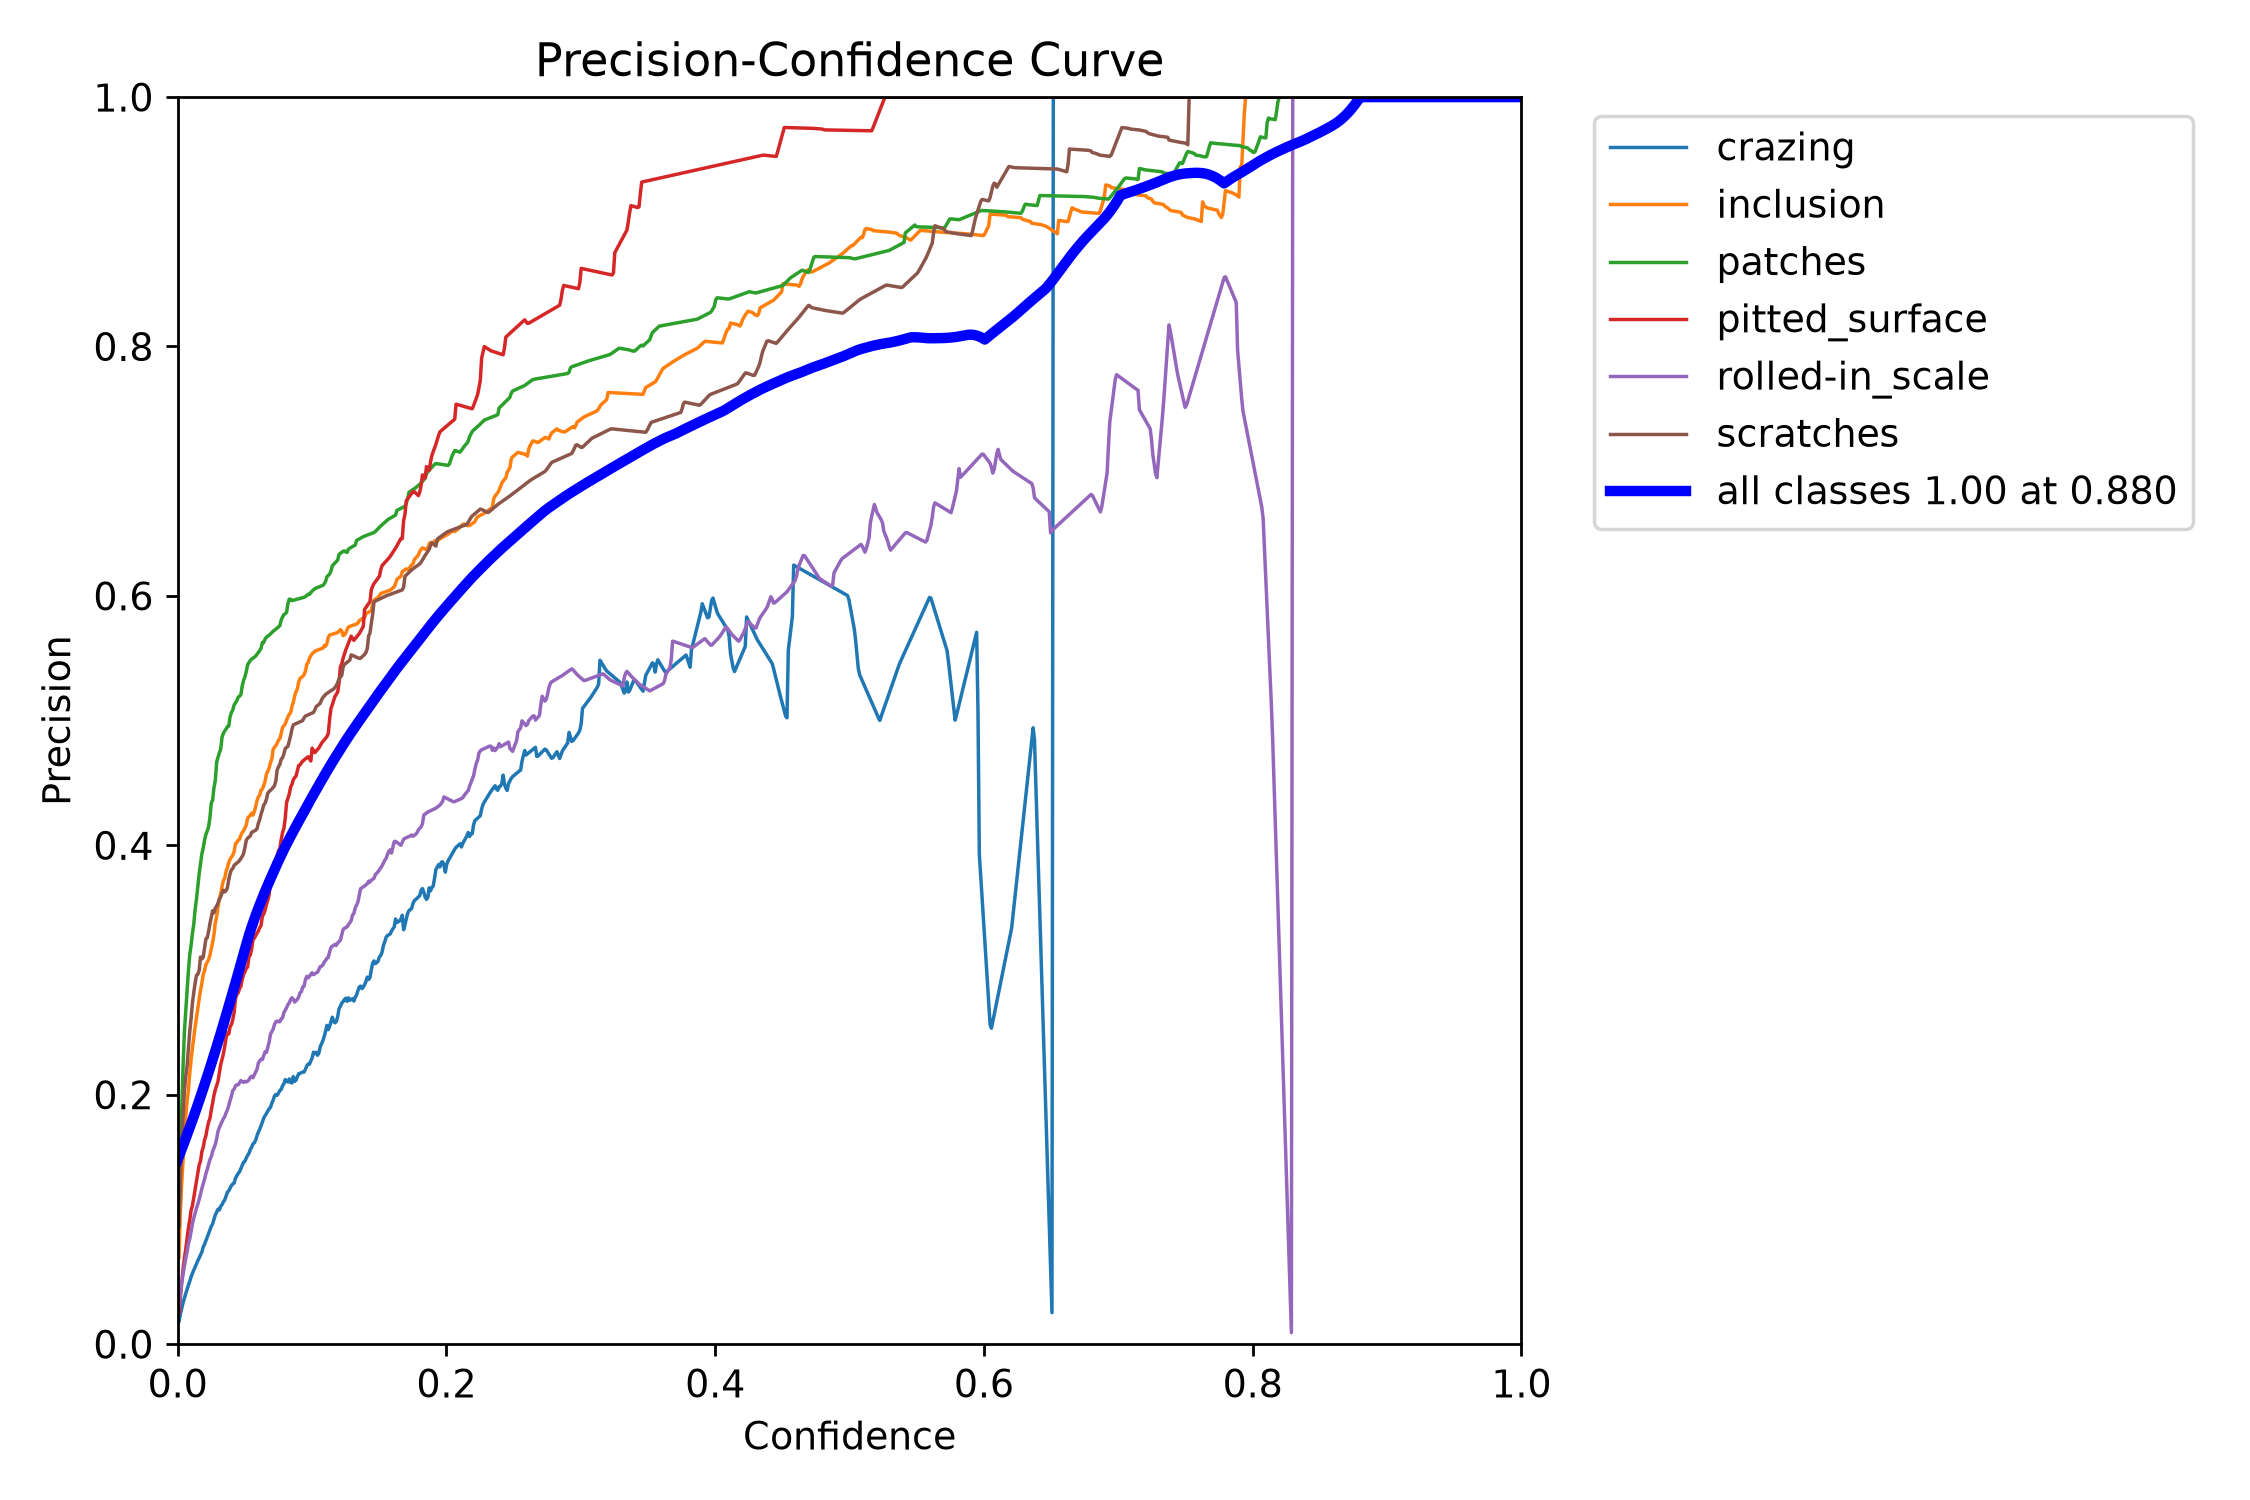 Precision-Confidence Curve
1.0
0.8
0.6
0.4
0.2
0.0
Precision
0.0 0.2 0.4 0.6 0.8 1.0
Confidence
crazing
inclusion
patches
pitted_surface
rolled-in_scale
scratches
all classes 1.00 at 0.880